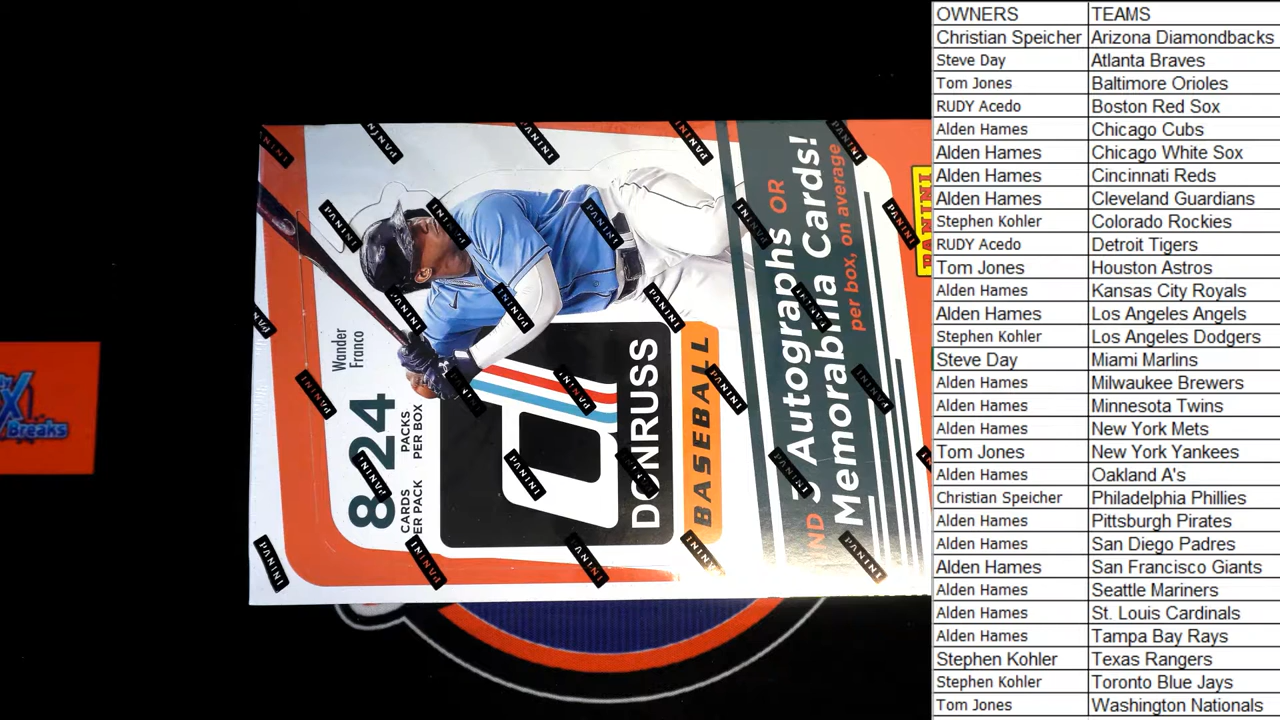 OWNERS TEAMS
Christian Speicher Arizona Diamondbacks
Steve Day Atlanta Braves
Tom Jones Baltimore Orioles
RUDY Acedo Boston Red Sox
Alden Hames Chicago Cubs
Alden Hames Chicago White Sox
Alden Hames Cincinnati Reds
Alden Hames Cleveland Guardians
Stephen Kohler Colorado Rockies
RUDY Acedo Detroit Tigers
Tom Jones Houston Astros
Alden Hames Kansas City Royals
Alden Hames Los Angeles Angels
Stephen Kohler Los Angeles Dodgers
Steve Day Miami Marlins
Alden Hames Milwaukee Brewers
Alden Hames Minnesota Twins
Alden Hames New York Mets
Tom Jones New York Yankees
Alden Hames Oakland A's
Christian Speicher Philadelphia Phillies
Alden Hames Pittsburgh Pirates
Alden Hames San Diego Padres
Alden Hames San Francisco Giants
Alden Hames Seattle Mariners
Alden Hames St. Louis Cardinals
Alden Hames Tampa Bay Rays
Stephen Kohler Texas Rangers
Stephen Kohler Toronto Blue Jays
Tom Jones Washington Nationals
Wander
Franco
8 24
CARDS PACKS
PER PACK PER BOX
DONRUSS
BASEBALL
3 Autographs OR
Memorabilia Cards!
per box, on average
PANINI
Breaks